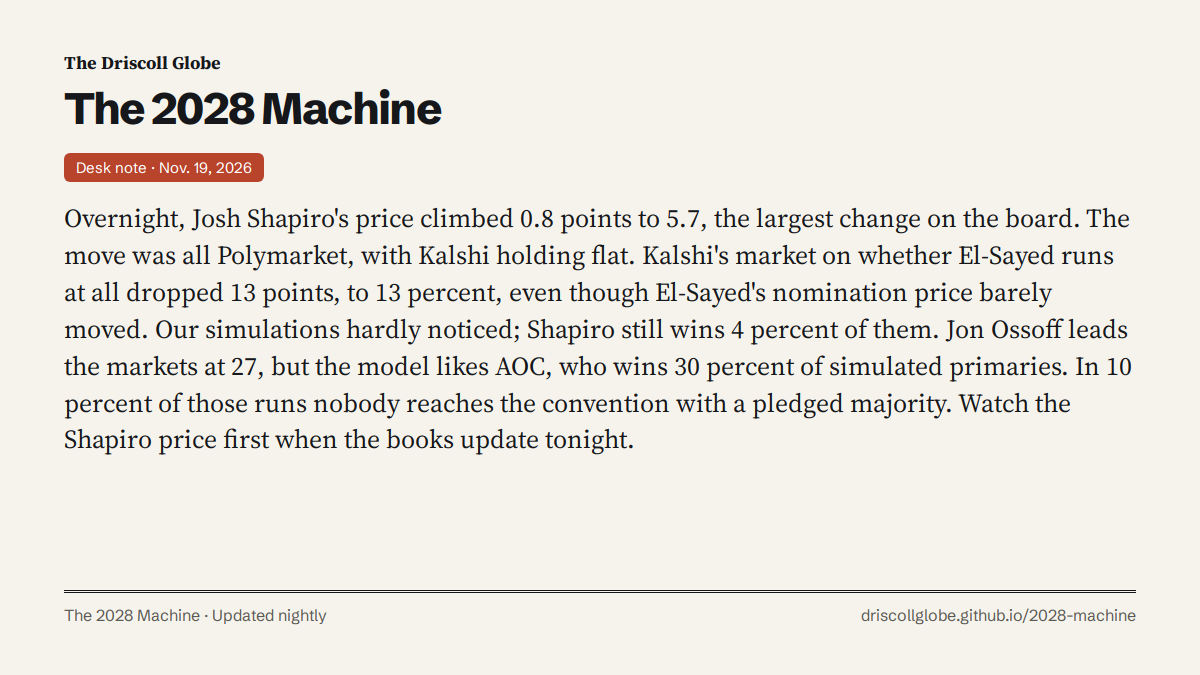 The Driscoll Globe
The 2028 Machine
Desk note · Nov. 19, 2026
Overnight, Josh Shapiro's price climbed 0.8 points to 5.7, the largest change on the board. The
move was all Polymarket, with Kalshi holding flat. Kalshi's market on whether El-Sayed runs
at all dropped 13 points, to 13 percent, even though El-Sayed's nomination price barely
moved. Our simulations hardly noticed; Shapiro still wins 4 percent of them. Jon Ossoff leads
the markets at 27, but the model likes AOC, who wins 30 percent of simulated primaries. In 10
percent of those runs nobody reaches the convention with a pledged majority. Watch the
Shapiro price first when the books update tonight.
The 2028 Machine · Updated nightly
driscollglobe.github.io/2028-machine